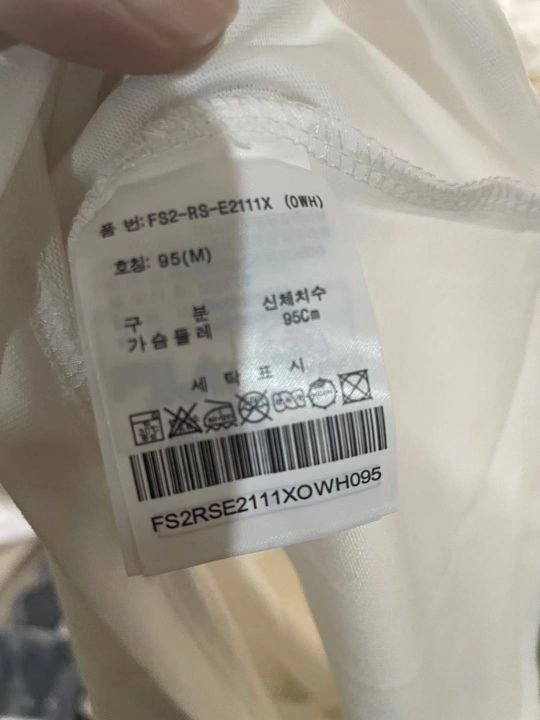 품 번:FS2-RS-E2111X (OWH)
호칭: 95(M)
구 분 신체치수
가슴둘레 95Cm
세 탁 표 시
FS2RSE2111XOWH095